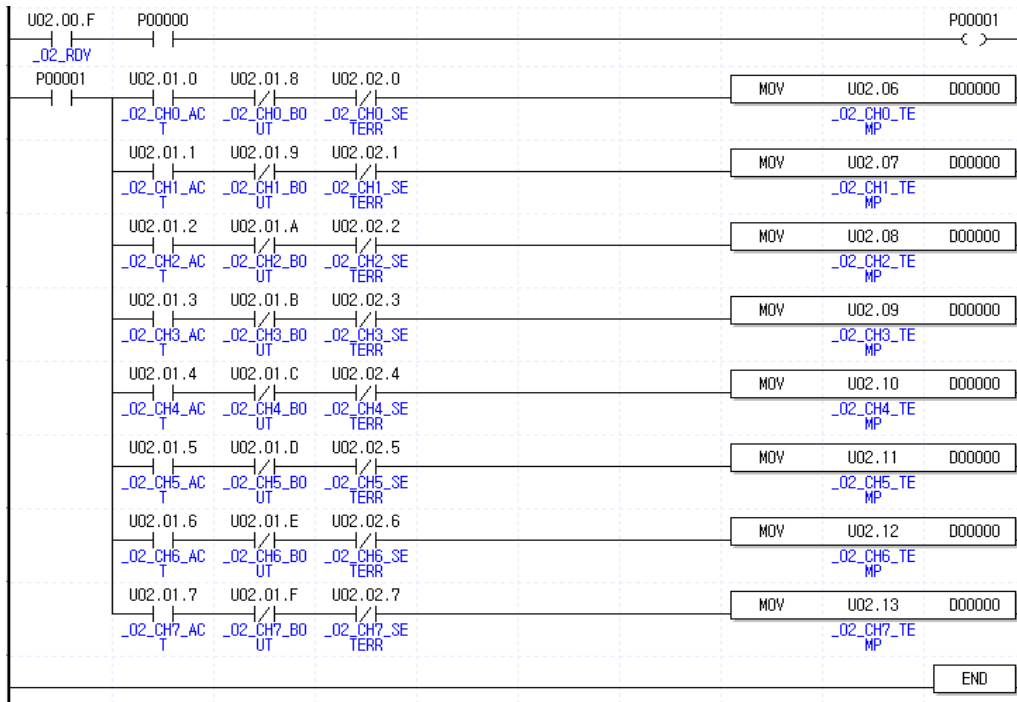 U02.00.F P00000 P00001
_02_RDY
P00001 U02.01.0 U02.01.8 U02.02.0 MOV U02.06 D00000
_02_CH0_AC _02_CH0_BO _02_CH0_SE _02_CH0_TE
T UT TERR MP
U02.01.1 U02.01.9 U02.02.1 MOV U02.07 D00000
_02_CH1_AC _02_CH1_BO _02_CH1_SE _02_CH1_TE
T UT TERR MP
U02.01.2 U02.01.A U02.02.2 MOV U02.08 D00000
_02_CH2_AC _02_CH2_BO _02_CH2_SE _02_CH2_TE
T UT TERR MP
U02.01.3 U02.01.B U02.02.3 MOV U02.09 D00000
_02_CH3_AC _02_CH3_BO _02_CH3_SE _02_CH3_TE
T UT TERR MP
U02.01.4 U02.01.C U02.02.4 MOV U02.10 D00000
_02_CH4_AC _02_CH4_BO _02_CH4_SE _02_CH4_TE
T UT TERR MP
U02.01.5 U02.01.D U02.02.5 MOV U02.11 D00000
_02_CH5_AC _02_CH5_BO _02_CH5_SE _02_CH5_TE
T UT TERR MP
U02.01.6 U02.01.E U02.02.6 MOV U02.12 D00000
_02_CH6_AC _02_CH6_BO _02_CH6_SE _02_CH6_TE
T UT TERR MP
U02.01.7 U02.01.F U02.02.7 MOV U02.13 D00000
_02_CH7_AC _02_CH7_BO _02_CH7_SE _02_CH7_TE
T UT TERR MP
END